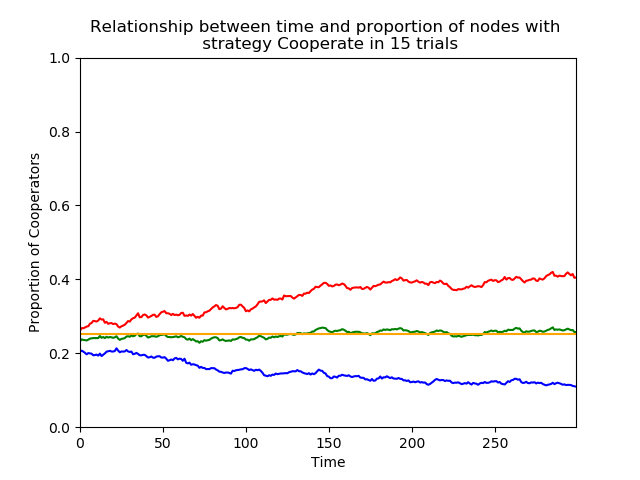 Relationship between time and proportion of nodes with
strategy Cooperate in 15 trials
1.0
0.8
0.6
0.4
0.2
0.0
Proportion of Cooperators
0 50 100 150 200 250
Time